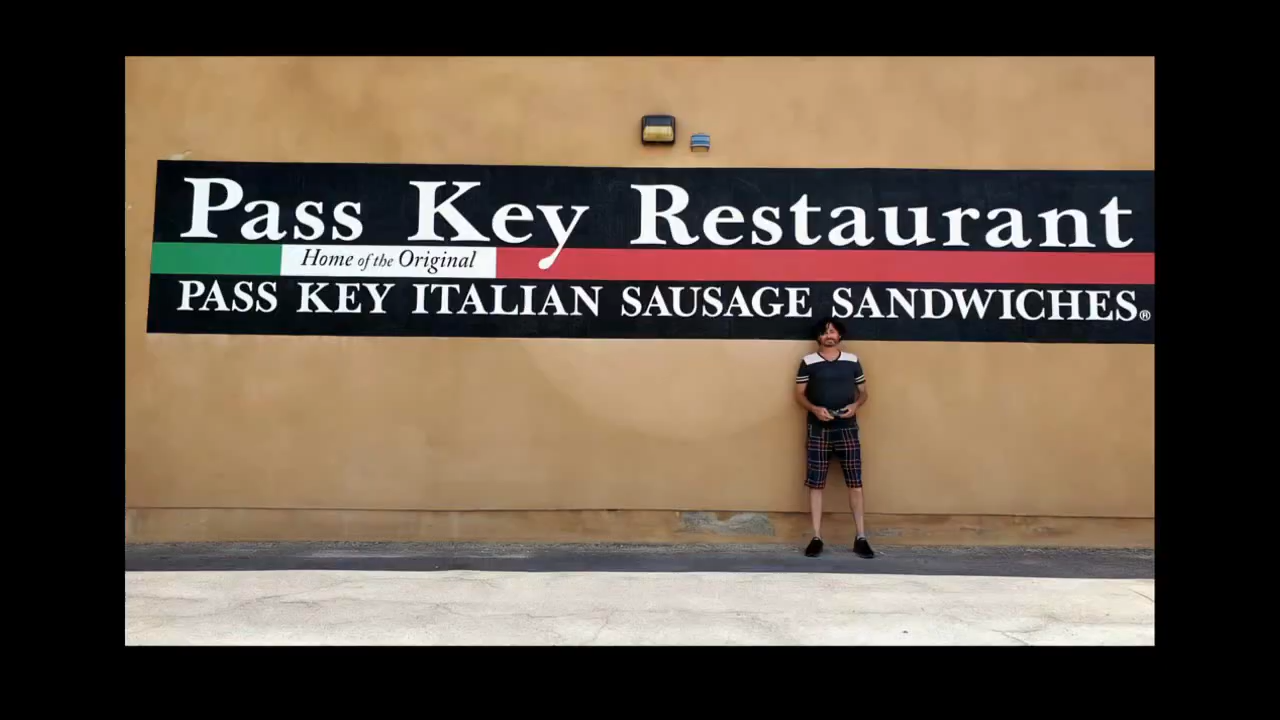 Pass Key Restaurant
Home of the Original
PASS KEY ITALIAN SAUSAGE SANDWICHES®